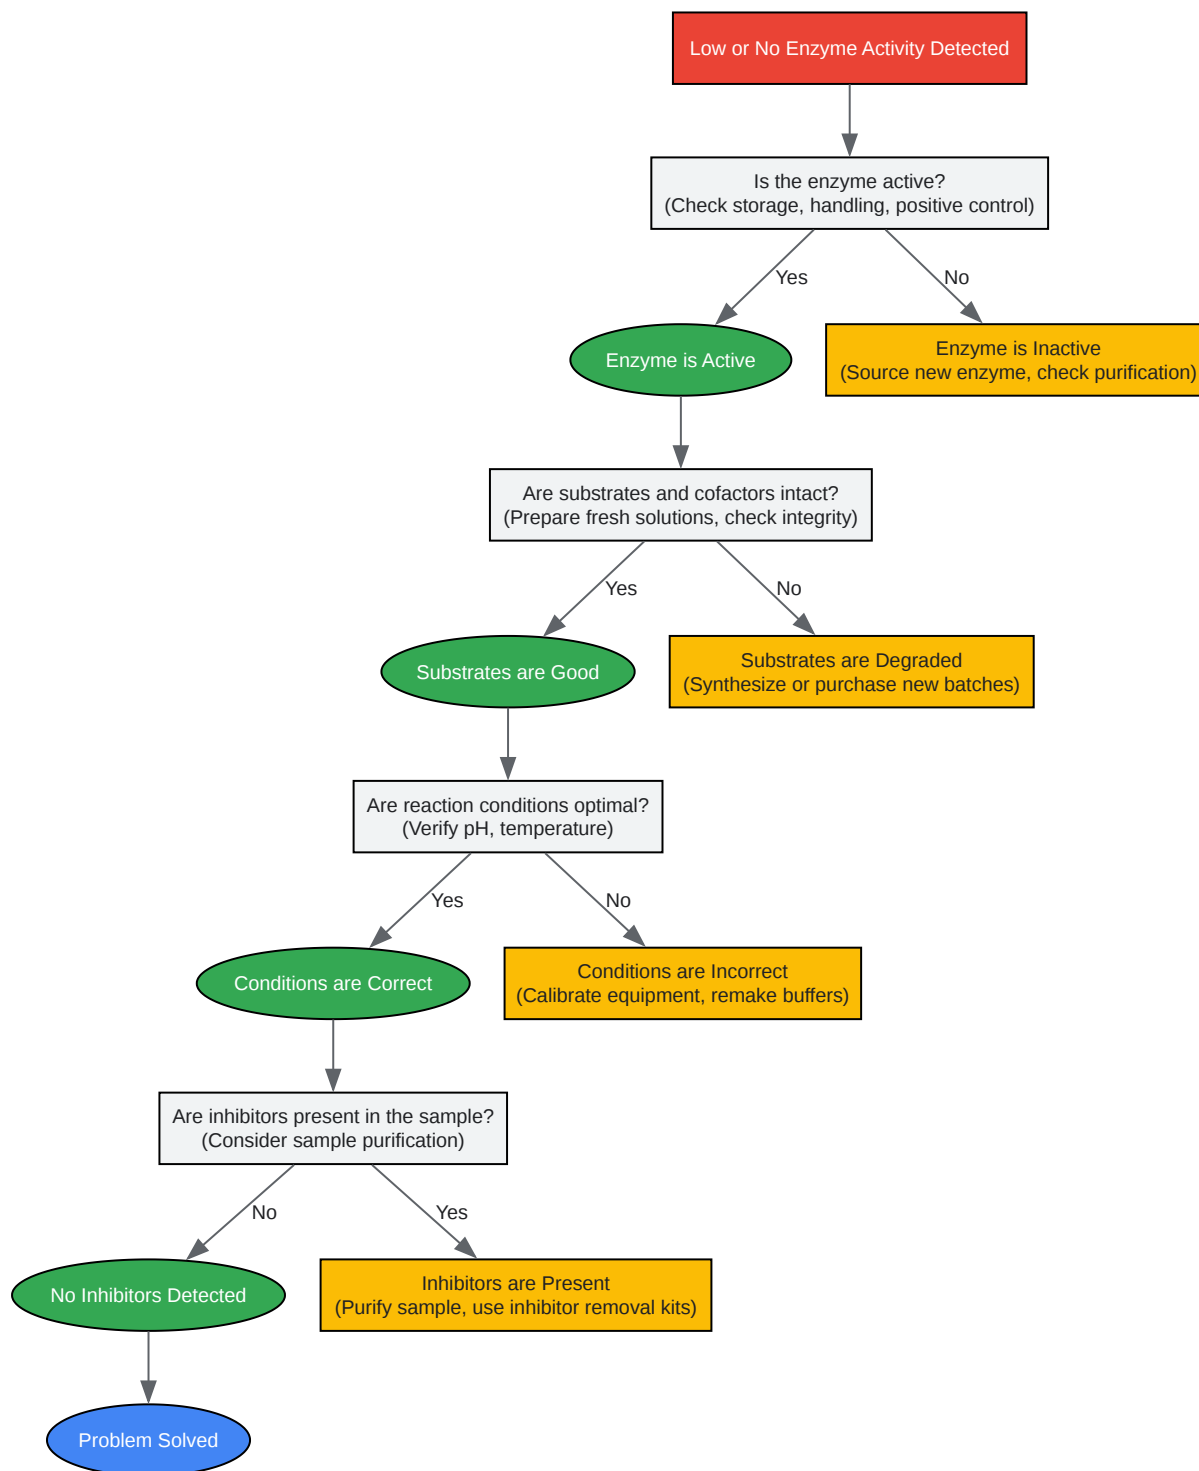 Low or No Enzyme Activity Detected
Is the enzyme active?
(Check storage, handling, positive control)
Yes
No
Enzyme is Active
Enzyme is Inactive
(Source new enzyme, check purification)
Are substrates and cofactors intact?
(Prepare fresh solutions, check integrity)
Yes
No
Substrates are Good
Substrates are Degraded
(Synthesize or purchase new batches)
Are reaction conditions optimal?
(Verify pH, temperature)
Yes
No
Conditions are Correct
Conditions are Incorrect
(Calibrate equipment, remake buffers)
Are inhibitors present in the sample?
(Consider sample purification)
No
Yes
No Inhibitors Detected
Inhibitors are Present
(Purify sample, use inhibitor removal kits)
Problem Solved